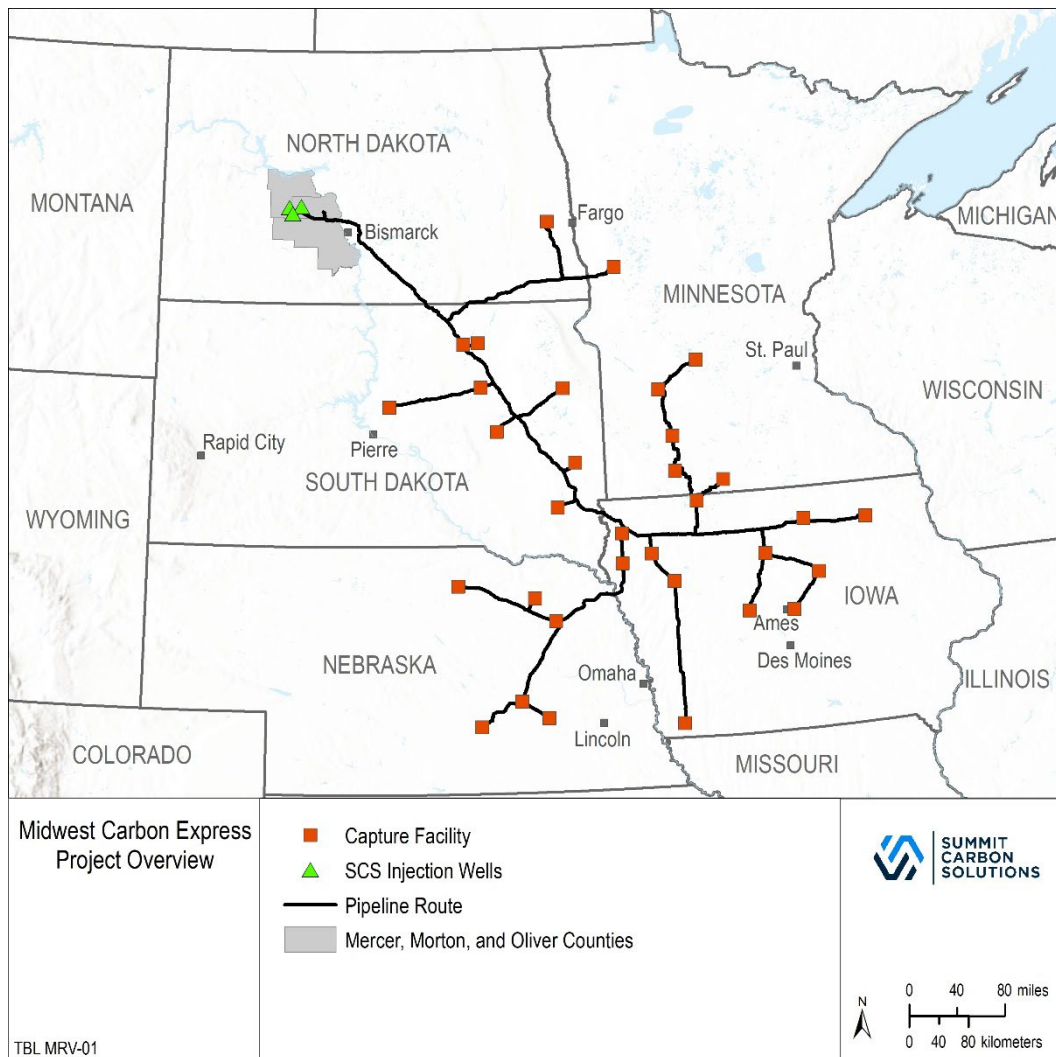 NORTH DAKOTA
MONTANA
Bismarck
Fargo
MICHIGAN
MINNESOTA
St. Paul
WISCONSIN
Rapid City
Pierre
SOUTH DAKOTA
WYOMING
IOWA
Ames
Des Moines
NEBRASKA
Omaha
ILLINOIS
Lincoln
COLORADO
MISSOURI
Midwest Carbon Express
Project Overview
Capture Facility
SCS Injection Wells
Pipeline Route
Mercer, Morton, and Oliver Counties
SUMMIT
CARBON
SOLUTIONS
N
0 40 80 miles
0 40 80 kilometers
TBL MRV-01